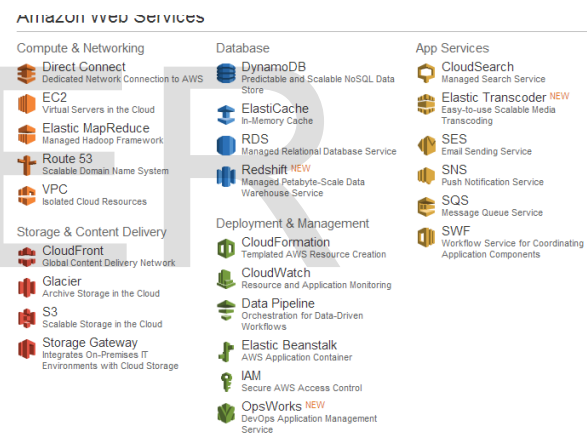 Amazon Web Services
Compute & Networking
Direct Connect
Dedicated Network Connection to AWS
EC2
Virtual Servers in the Cloud
Elastic MapReduce
Managed Hadoop Framework
Route 53
Scalable Domain Name System
VPC
Isolated Cloud Resources
Storage & Content Delivery
CloudFront
Global Content Delivery Network
Glacier
Archive Storage in the Cloud
S3
Scalable Storage in the Cloud
Storage Gateway
Integrates On-Premises IT
Environments with Cloud Storage
Database
DynamoDB
Predictable and Scalable NoSQL Data
Store
ElastiCache
In-Memory Cache
RDS
Managed Relational Database Service
Redshift NEW
Managed Petabyte-Scale Data
Warehouse Service
Deployment & Management
CloudFormation
Templated AWS Resource Creation
CloudWatch
Resource and Application Monitoring
Data Pipeline
Orchestration for Data-Driven
Workflows
Elastic Beanstalk
AWS Application Container
IAM
Secure AWS Access Control
OpsWorks NEW
DevOps Application Management
Service
App Services
CloudSearch
Managed Search Service
Elastic Transcoder NEW
Easy-to-use Scalable Media
Transcoding
SES
Email Sending Service
SNS
Push Notification Service
SQS
Message Queue Service
SWF
Workflow Service for Coordinating
Application Components
ER